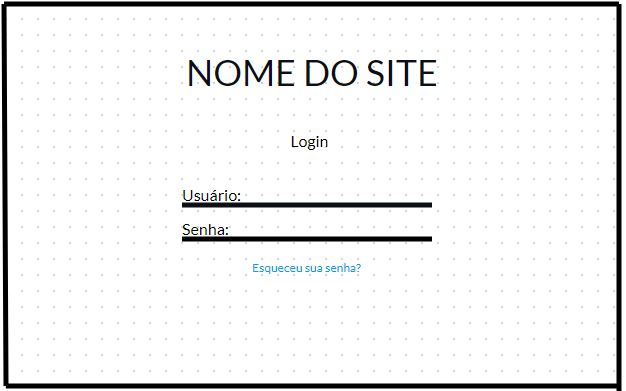 NOME DO SITE
Login
Usuário:
Senha:
Esqueceu sua senha?